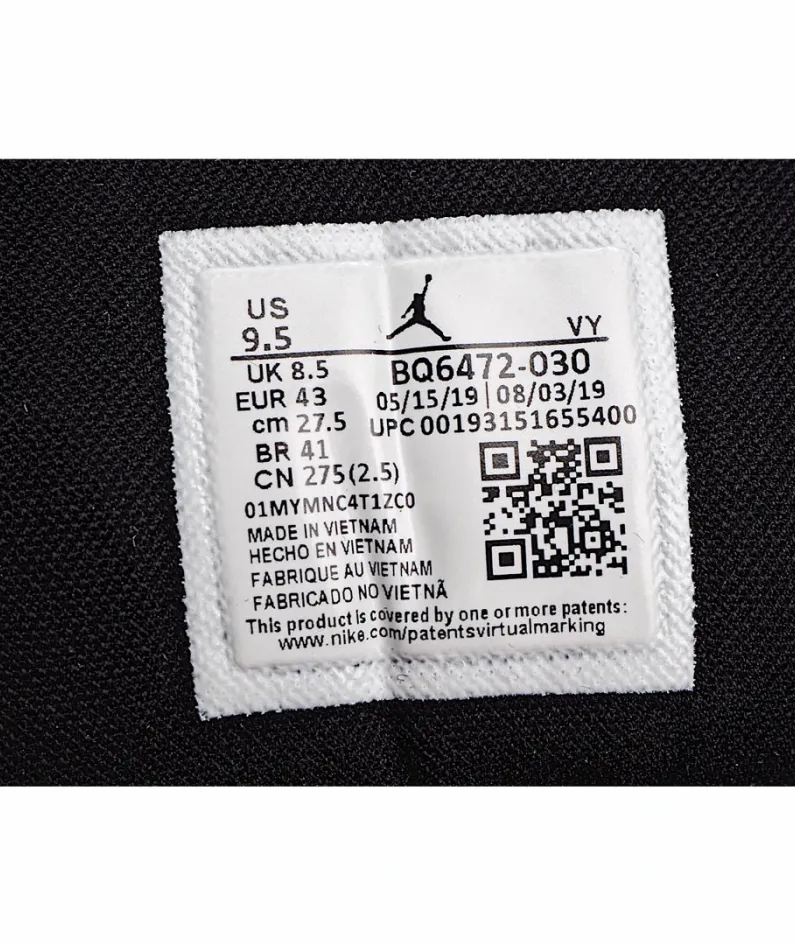 US
9.5
VY
UK 8.5
BQ6472-030
EUR 43
05/15/19 | 08/03/19
cm 27.5
UPC 00193151655400
BR 41
CN 275(2.5)
01MYMNC4T1ZC0
MADE IN VIETNAM
HECHO EN VIETNAM
FABRIQUE AU VIETNAM
FABRICADO NO VIETNÃ
This product is covered by one or more patents:
www.nike.com/patentsvirtualmarking